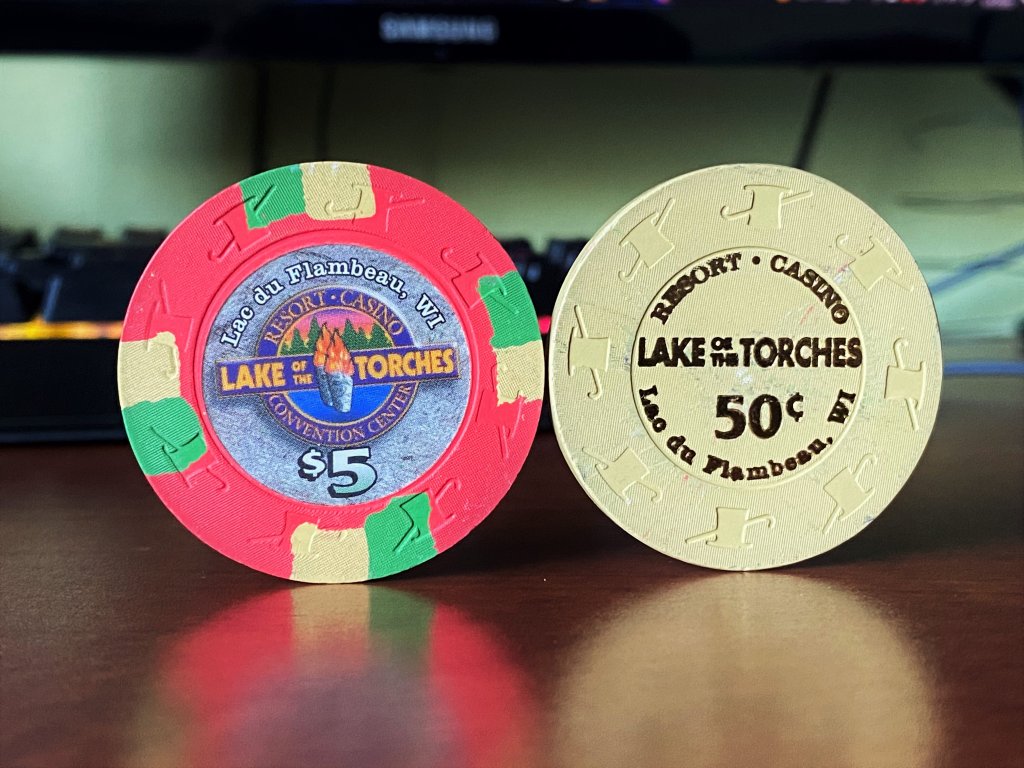 SAMSUNG
Lac du Flambeau, WI
RESORT • CASINO
LAKE OF THE TORCHES
CONVENTION CENTER
$5
RESORT • CASINO
LAKE OF THE TORCHES
50¢
Lac du Flambeau, WI